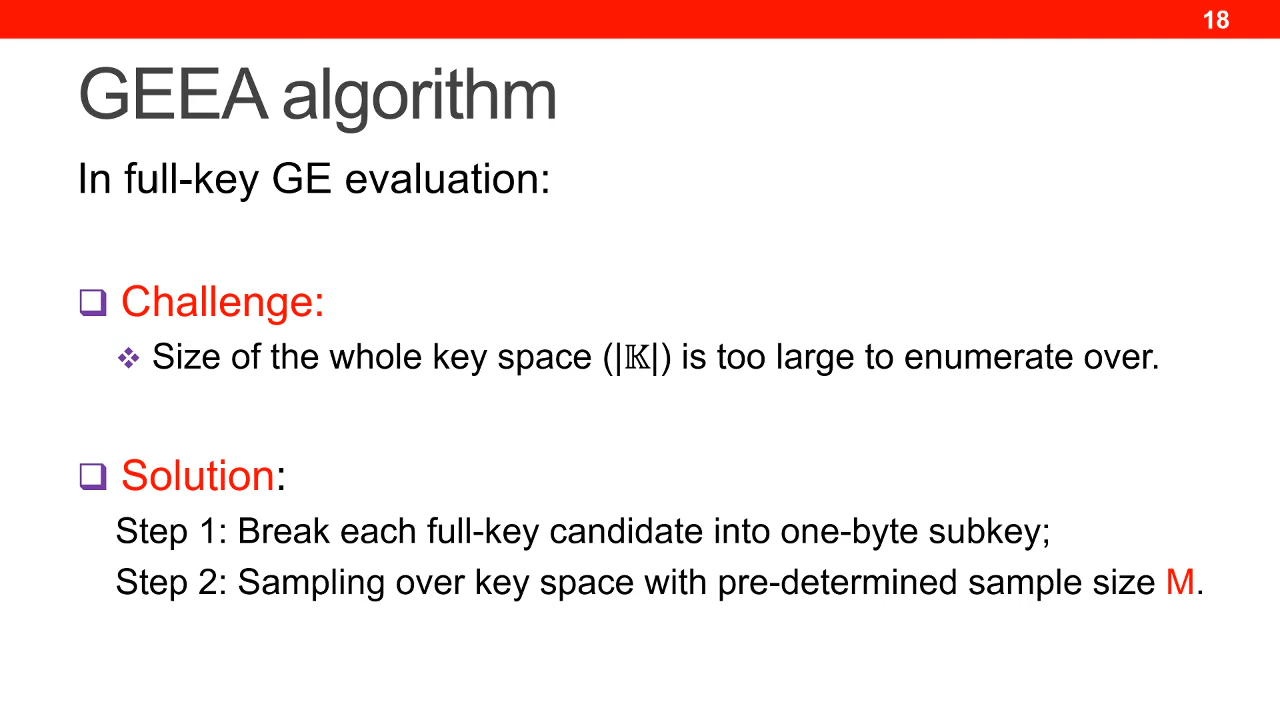 18
GEEA algorithm
In full-key GE evaluation:
❑ Challenge:
❖ Size of the whole key space (|𝕂|) is too large to enumerate over.
❑ Solution:
Step 1: Break each full-key candidate into one-byte subkey;
Step 2: Sampling over key space with pre-determined sample size M.